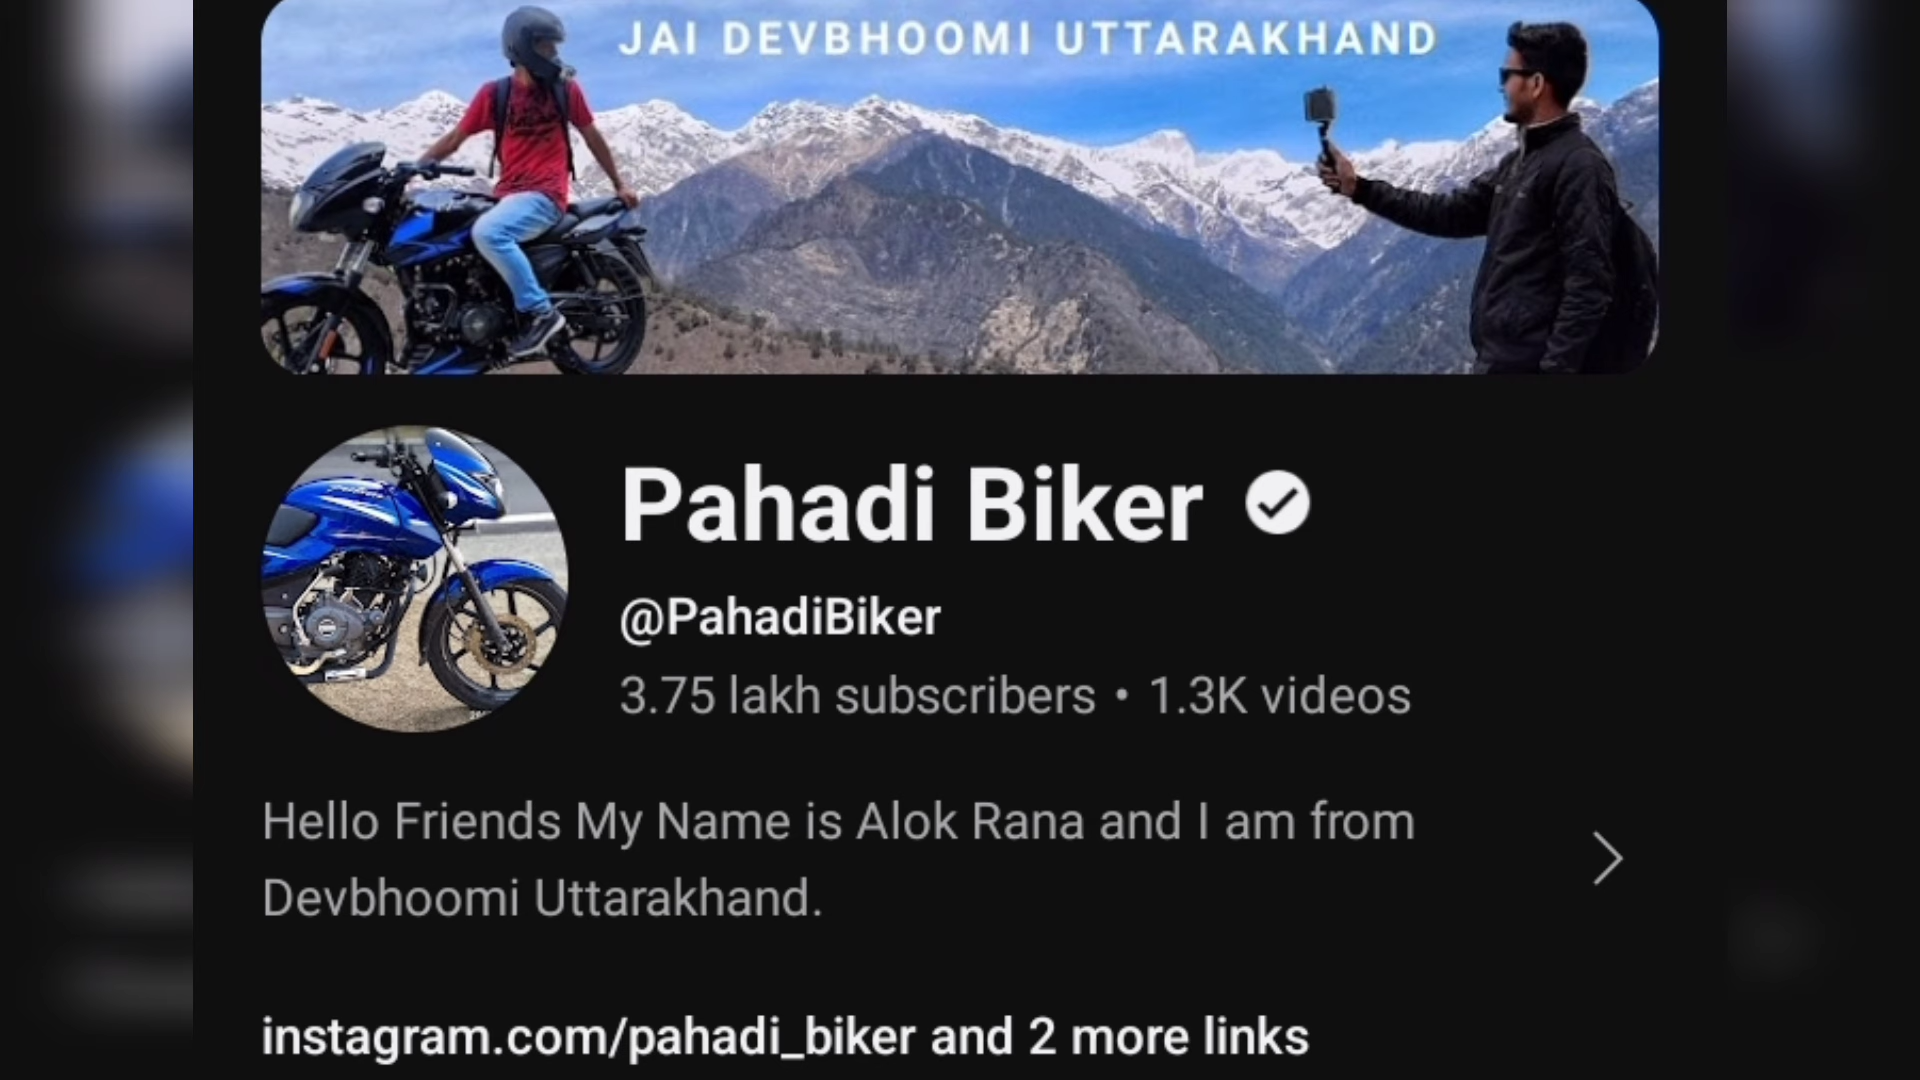 JAI DEVBHOOMI UTTARAKHAND
Pahadi Biker
@PahadiBiker
3.75 lakh subscribers • 1.3K videos
Hello Friends My Name is Alok Rana and I am from
Devbhoomi Uttarakhand.
instagram.com/pahadi_biker and 2 more links